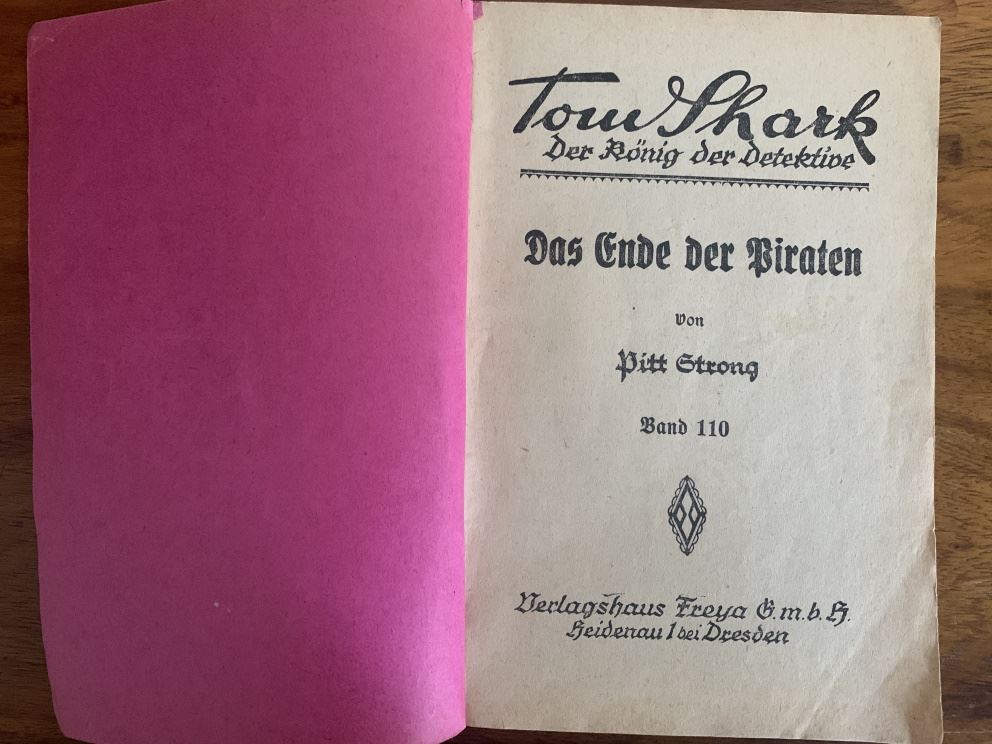 Tom Shark
Der König der Detektive
Das Ende der Piraten
von
Pitt Strong
Band 110
Verlagshaus Freya G.m.b.H.
Heidenau 1 bei Dresden